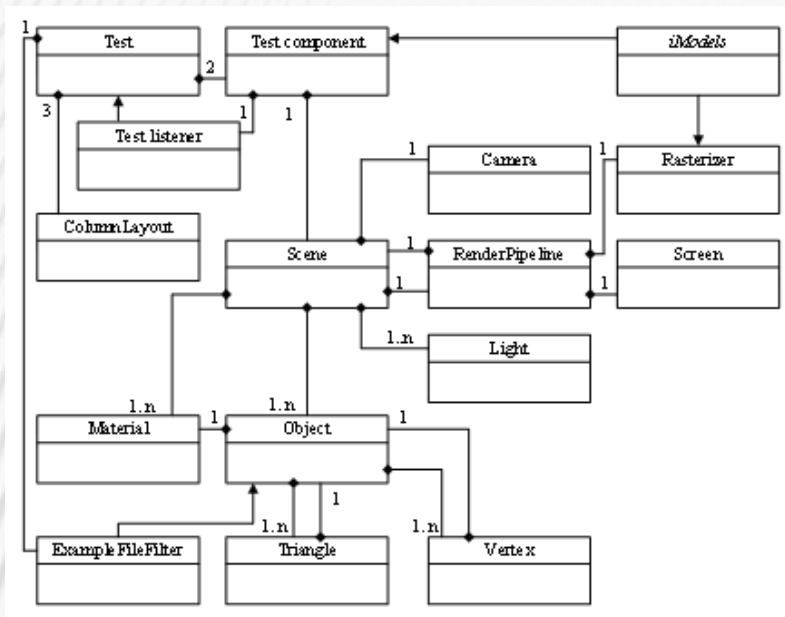 1 Test Test component iModels
2
3 1 1
Test listener
1 Camera 1 Rasterizer
ColumnLayout
Scene 1 RenderPipeline Screen
1 1
1..n Light
1..n 1..n
Material 1 Object 1
1
1..n 1..n
ExampleFileFilter Triangle Vertex